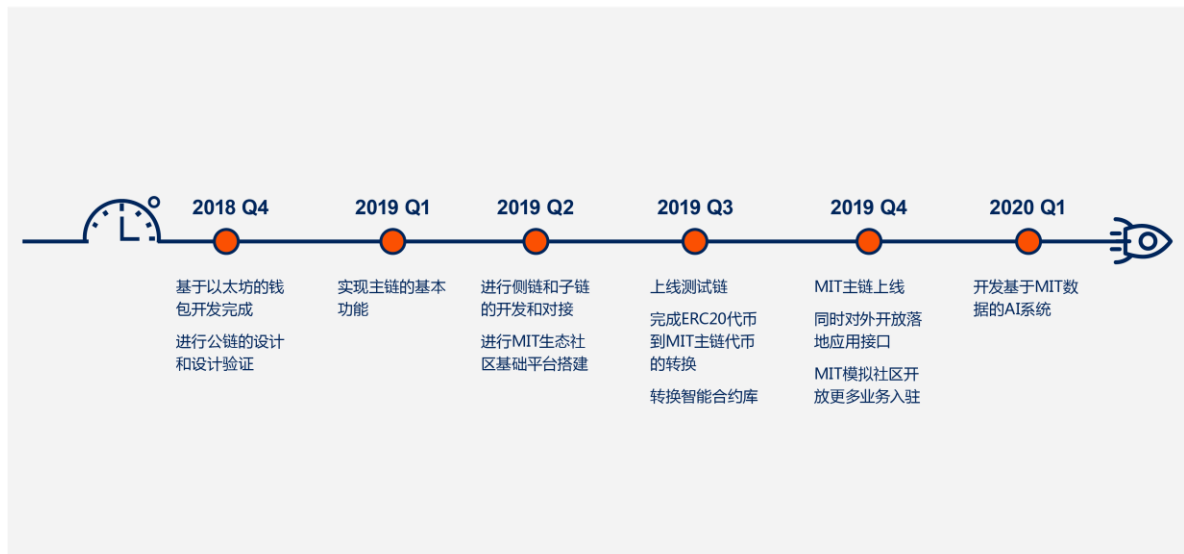 2018 Q4
基于以太坊的钱
包开发完成
进行公链的设计
和设计验证
2019 Q1
实现主链的基本
功能
2019 Q2
进行侧链和子链
的开发和对接
进行MIT生态社
区基础平台搭建
2019 Q3
上线测试链
完成ERC20代币
到MIT主链代币
的转换
转换智能合约库
2019 Q4
MIT主链上线
同时对外开放落
地应用接口
MIT模拟社区开
放更多业务入驻
2020 Q1
开发基于MIT数
据的AI系统